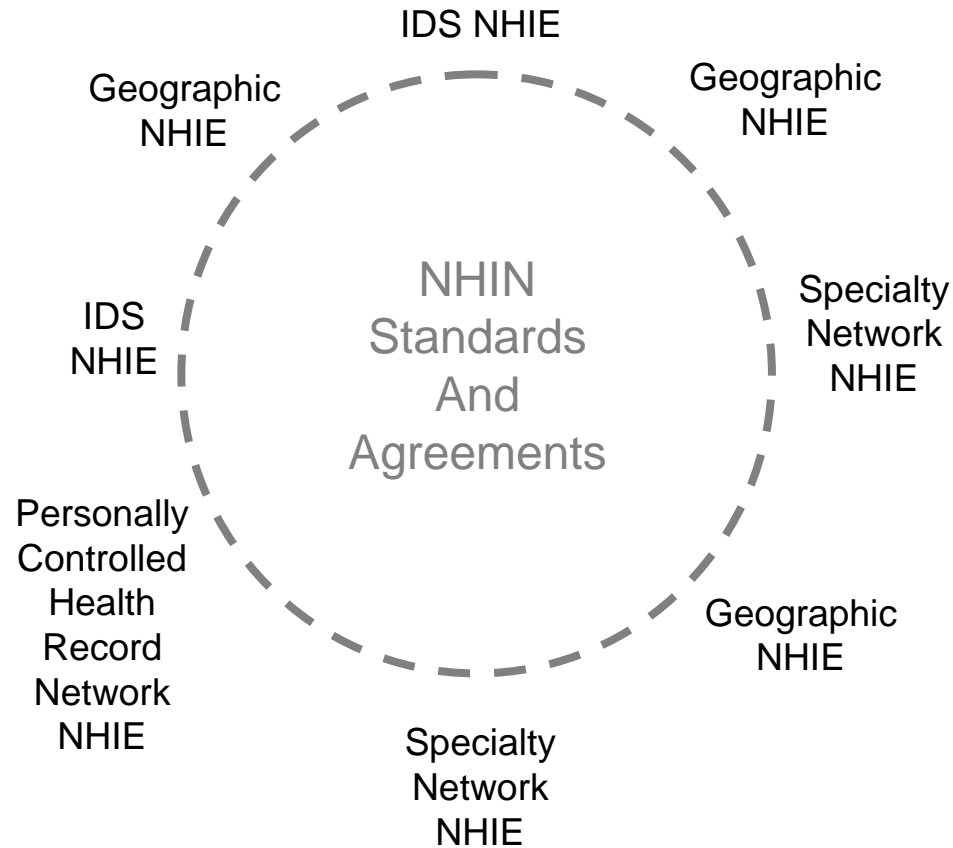 IDS NHIE
Geographic
NHIE
Geographic
NHIE
NHIN
Standards
And
Agreements
IDS
NHIE
Specialty
Network
NHIE
Personally
Controlled
Health
Record
Network
NHIE
Geographic
NHIE
Specialty
Network
NHIE